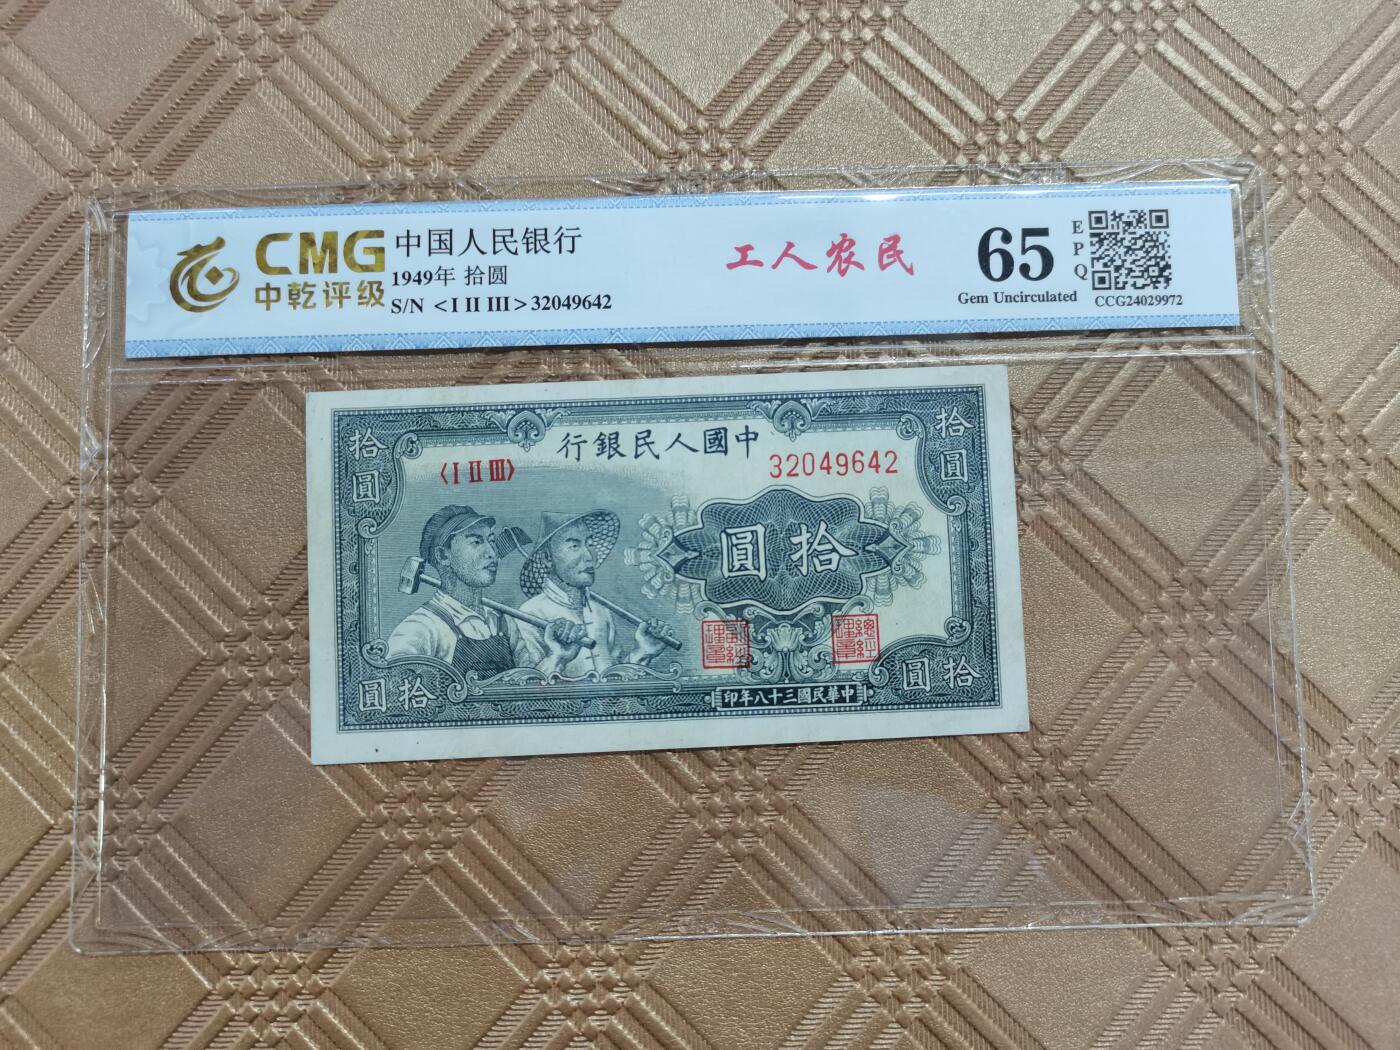 CMG
中乾评级
中国人民银行
1949年 拾圆
S/N <I II III>32049642
工人农民
65
EPQ
Gem Uncirculated
CCG24029972
拾圓
行銀民人國中
拾圓
〈I II III〉
32049642
圓拾
圓拾
印年八十三國民華中
圓拾